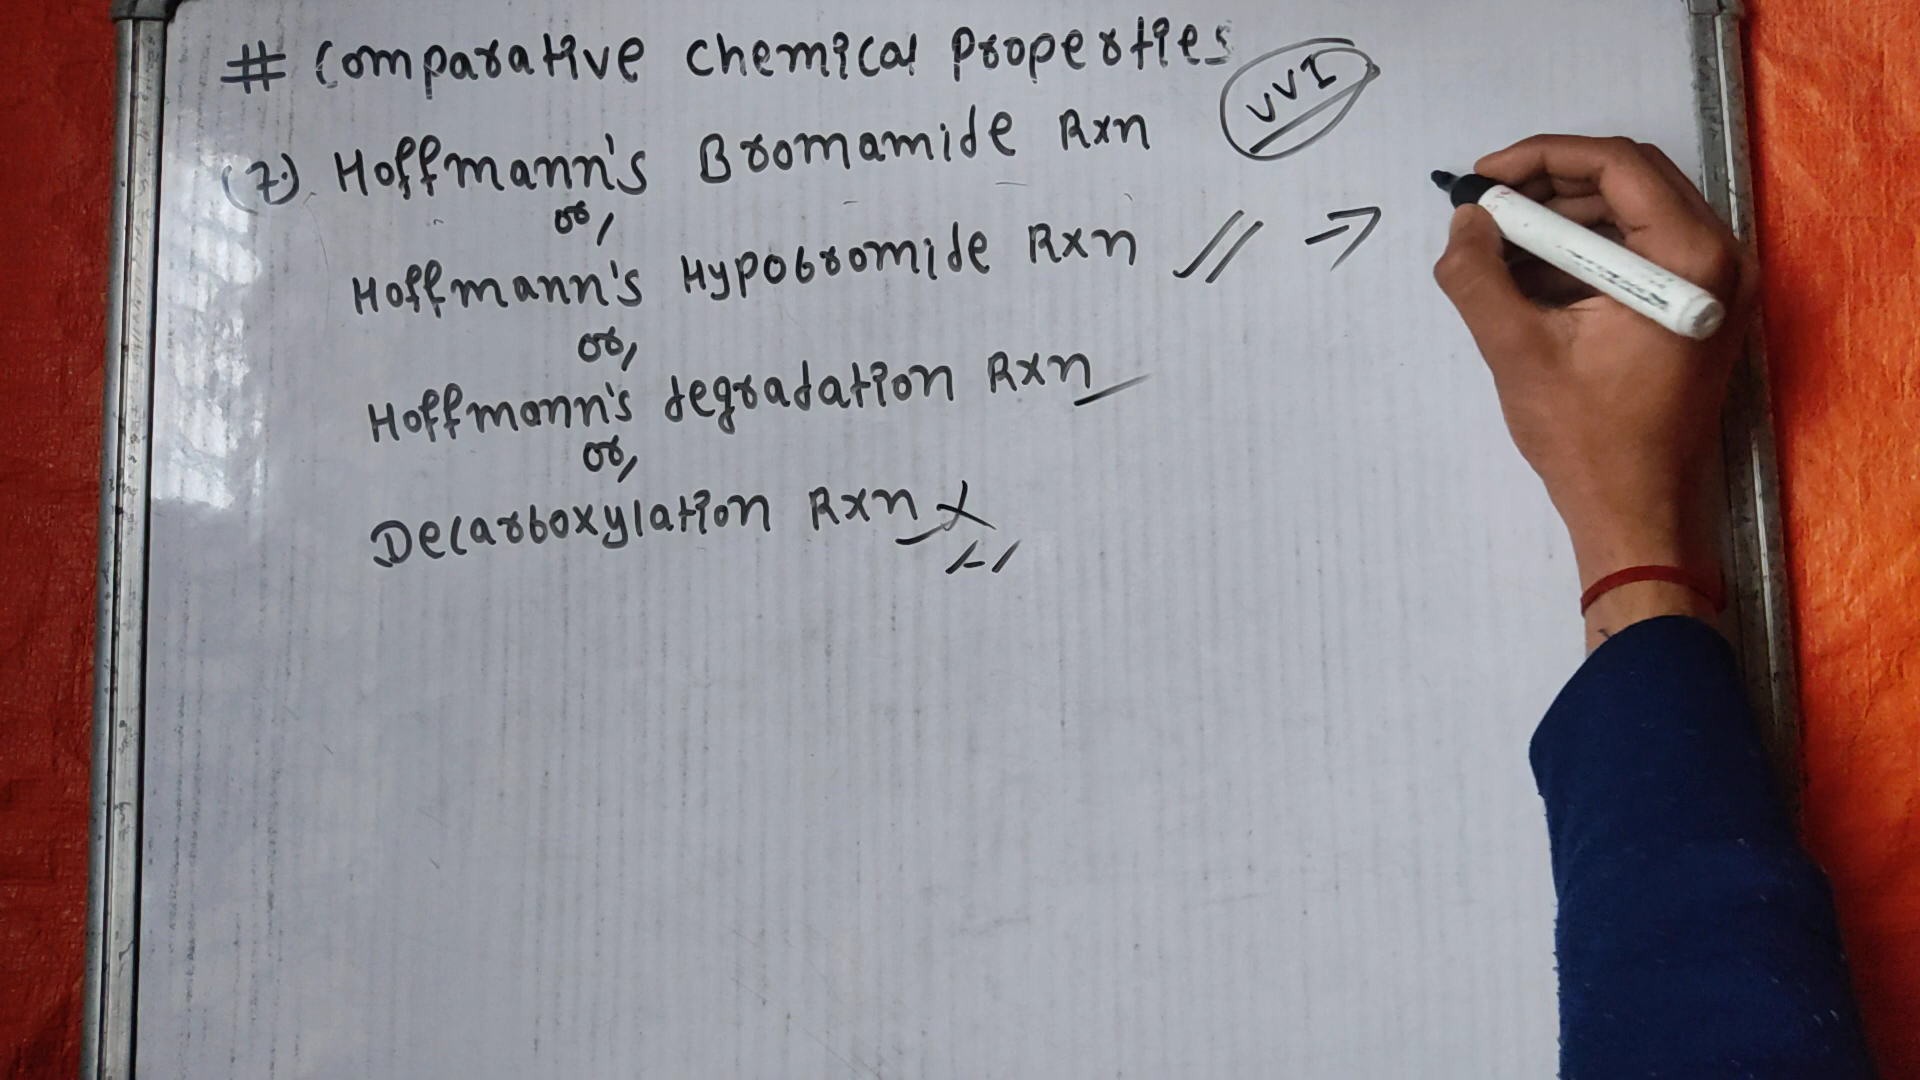 # Comparative Chemical Properties
(7.) Hoffmann's Bromamide Rxn VVI
or,
Hoffmann's Hypobromide Rxn // ⇒
or,
Hoffmann's degradation Rxn
or,
Decarboxylation Rxn